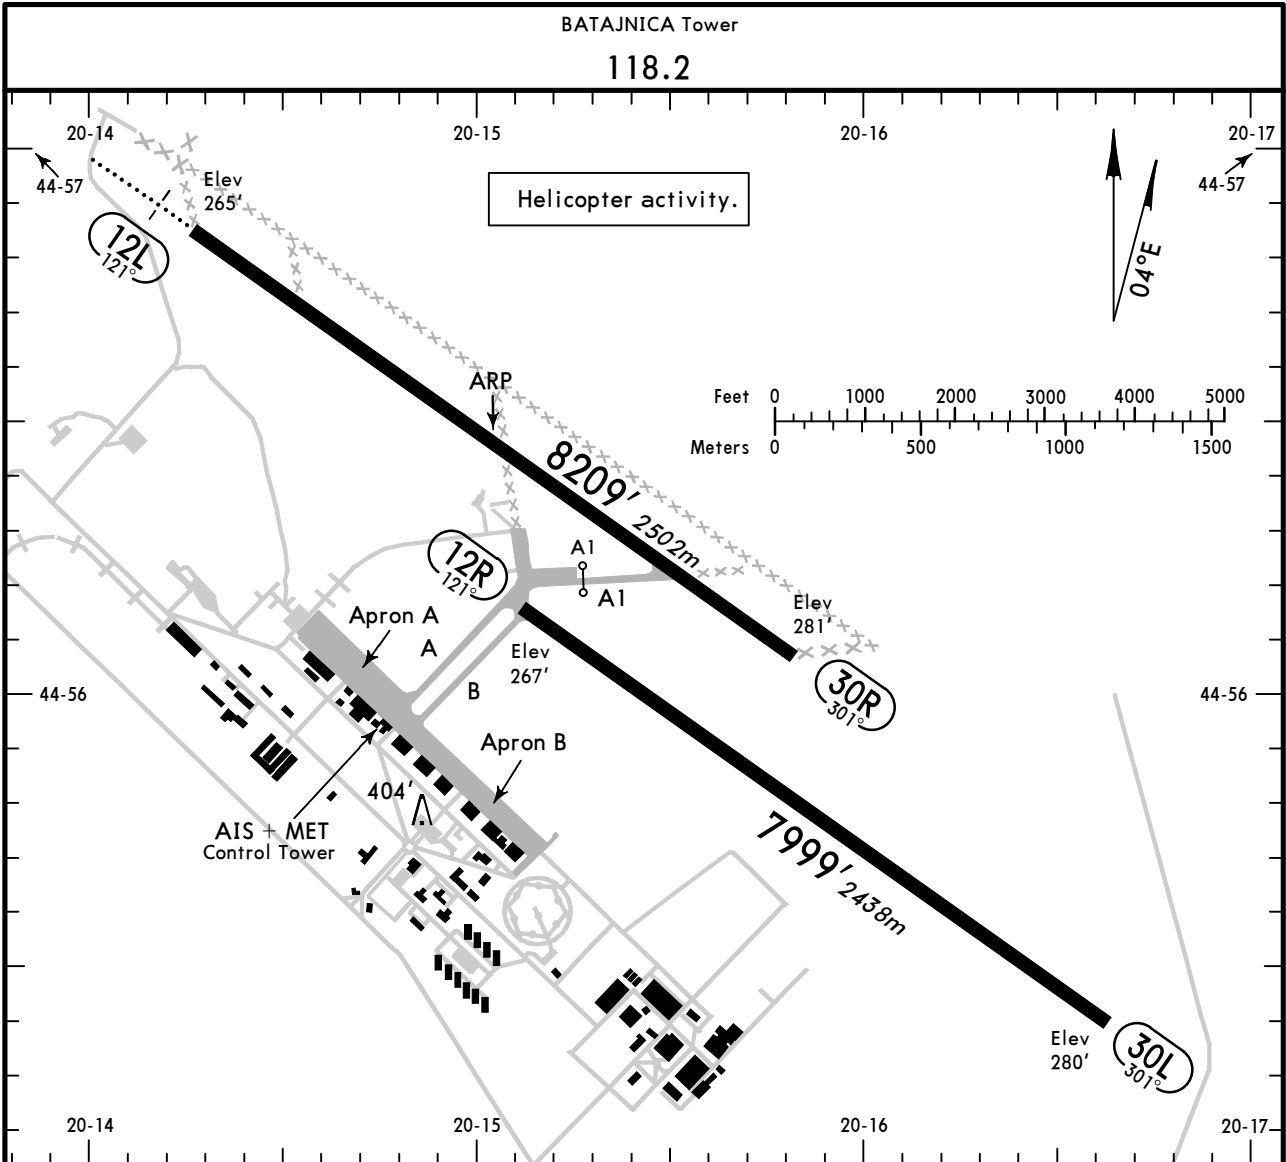 BATAJNICA Tower
118.2
20-14
20-15
20-16
20-17
44-57
44-57
Elev
265'
Helicopter activity.
12L
121°
04°E
ARP
Feet 0 1000 2000 3000 4000 5000
Meters 0 500 1000 1500
8209' 2502m
12R
121°
A1
A1
Elev
281'
Apron A
A
Elev
267'
B
30R
301°
44-56
44-56
Apron B
404'
AIS + MET
Control Tower
7999' 2438m
Elev
280'
30L
301°
20-14
20-15
20-16
20-17